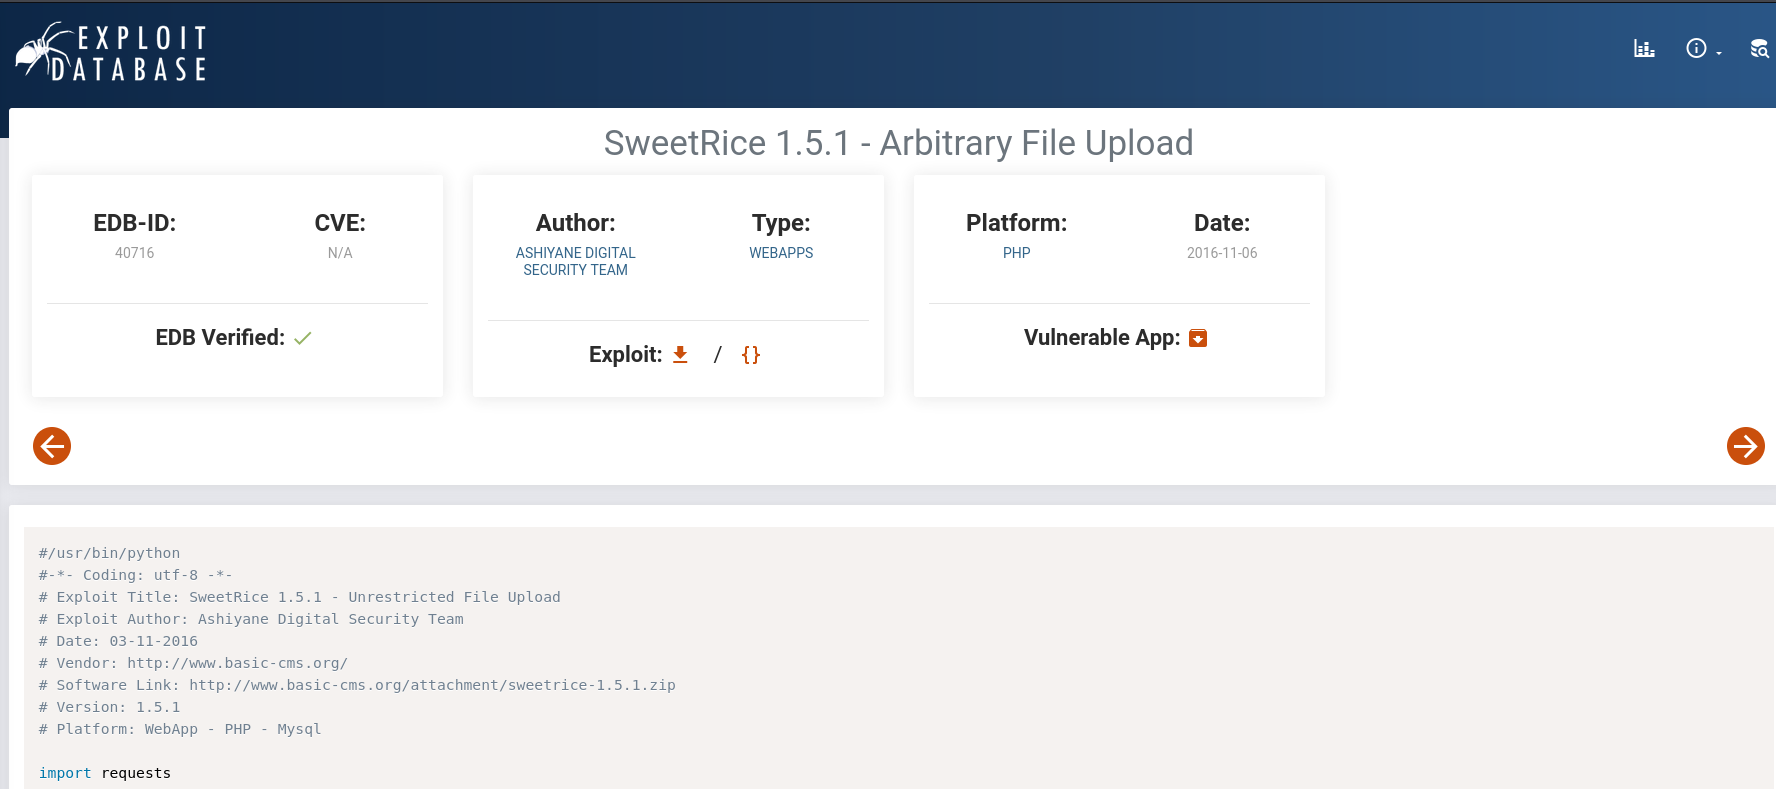 EXPLOIT
DATABASE
SweetRice 1.5.1 - Arbitrary File Upload
EDB-ID:
40716
CVE:
N/A
EDB Verified:
Author:
ASHIYANE DIGITAL
SECURITY TEAM
Type:
WEBAPPS
Exploit: / {}
Platform:
PHP
Date:
2016-11-06
Vulnerable App:
#/usr/bin/python
#-*- Coding: utf-8 -*-
# Exploit Title: SweetRice 1.5.1 - Unrestricted File Upload
# Exploit Author: Ashiyane Digital Security Team
# Date: 03-11-2016
# Vendor: http://www.basic-cms.org/
# Software Link: http://www.basic-cms.org/attachment/sweetrice-1.5.1.zip
# Version: 1.5.1
# Platform: WebApp - PHP - Mysql
import requests